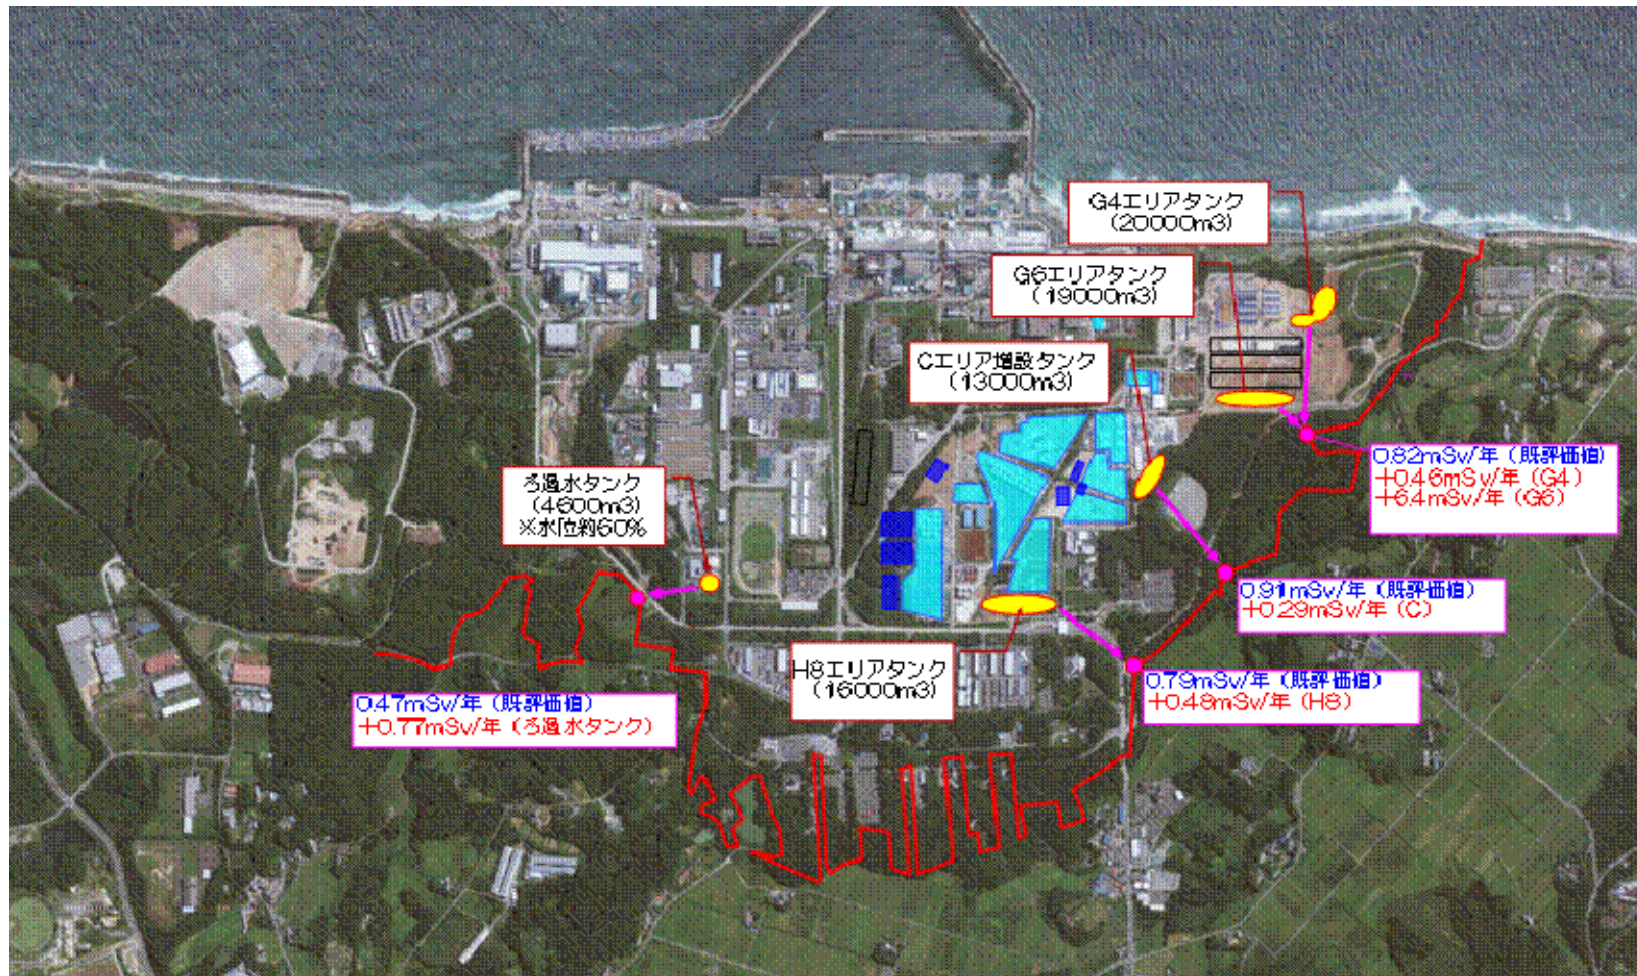 G4エリアタンク
(20000m3)
G6エリアタンク
(19000m3)
Cエリア増設タンク
(13000m3)
ろ過水タンク
(4600m3)
※水位約60%
H8エリアタンク
(16000m3)
0.82mSv/年 (既評価値)
+0.46mSv/年 (G4)
+6.4mSv/年 (G6)
0.91mSv/年 (既評価値)
+0.29mSv/年 (C)
0.79mSv/年 (既評価値)
+0.48mSv/年 (H8)
0.47mSv/年 (既評価値)
+0.77mSv/年 (ろ過水タンク)